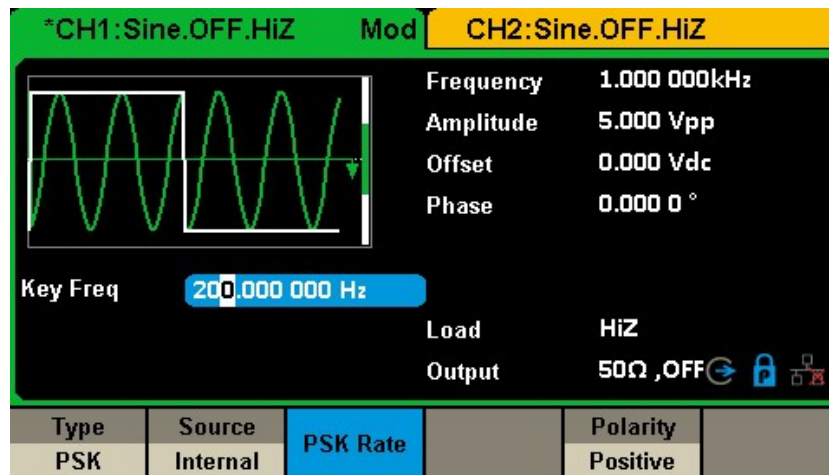 *CH1:Sine.OFF.HiZ Mod CH2:Sine.OFF.HiZ
Frequency 1.000 000kHz
Amplitude 5.000 Vpp
Offset 0.000 Vdc
Phase 0.000 0 °
Key Freq 200.000 000 Hz
Load HiZ
Output 50Ω ,OFF P
Type Source PSK Rate Polarity
PSK Internal Positive